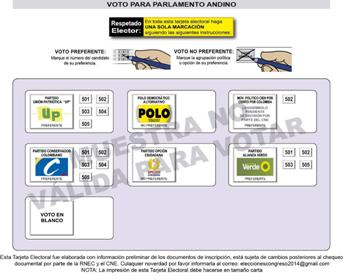 VOTO PARA PARLAMENTO ANDINO
Respetado
Elector:
En toda esta tarjeta electoral haga
UNA SOLA MARCACIÓN
siguiendo las siguientes instrucciones:
VOTO PREFERENTE:
Marque el número del candidato
de su preferencia.
VOTO NO PREFERENTE:
Marque la agrupación política
u opción de su preferencia.
PARTIDO
UNIÓN PATRIÓTICA "UP"
UP
PREFERENTE
501 502
503 504
505
POLO DEMOCRÁTICO
ALTERNATIVO
POLO
NO PREFERENTE
MOV. POLÍTICO CIEN POR
CIENTO POR COLOMBIA
PREFERENTE
502
PARTIDO CONSERVADOR
COLOMBIANO
PREFERENTE
501 502
503 504
505
PARTIDO OPCIÓN
CIUDADANA
NO PREFERENTE
PARTIDO
ALIANZA VERDE
Verde
PREFERENTE
501 502
503 505
VOTO EN
BLANCO
MUESTRA NO
VALIDA PARA VOTAR
Esta Tarjeta Electoral fue elaborada con información preliminar de los documentos de inscripción, está sujeta de cambios posteriores al chequeo
documental por parte de la RNEC y el CNE. Cualquier novedad por favor informarla al correo: eleccionescongreso2014@gmail.com
NOTA: La impresión de esta Tarjeta Electoral debe hacerse en tamaño carta